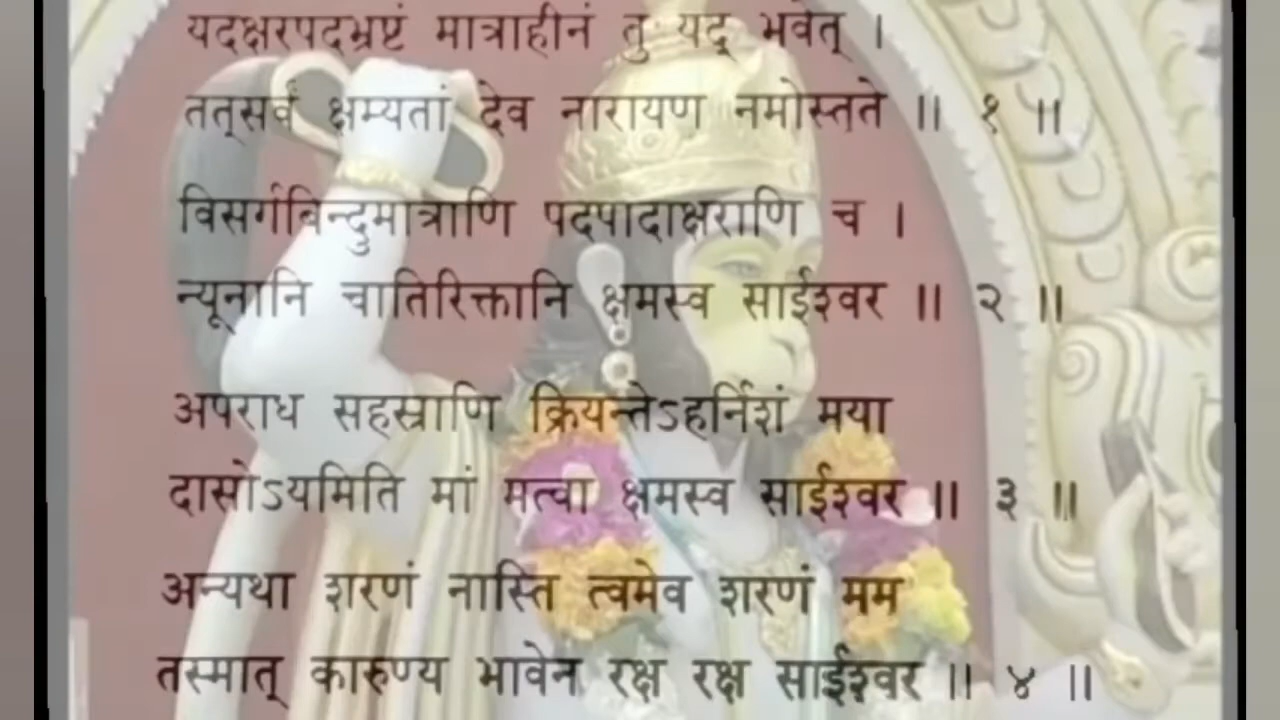 यदक्षरपदभ्रष्टं मात्राहीनं तु यद् भवेत् ।
तत्सर्वं क्षम्यतां देव नारायण नमोस्तते ॥ १ ॥
विसर्गबिन्दुमात्राणि पदपादाक्षराणि च ।
न्यूनानि चातिरिक्तानि क्षमस्व साईश्वर ॥ २ ॥
अपराध सहस्राणि क्रियन्तेऽहर्निशं मया
दासोऽयमिति मां मत्वा क्षमस्व साईश्वर ॥ ३ ॥
अन्यथा शरणं नास्ति त्वमेव शरणं मम
तस्मात् कारुण्य भावेन रक्ष रक्ष साईश्वर ॥ ४ ॥